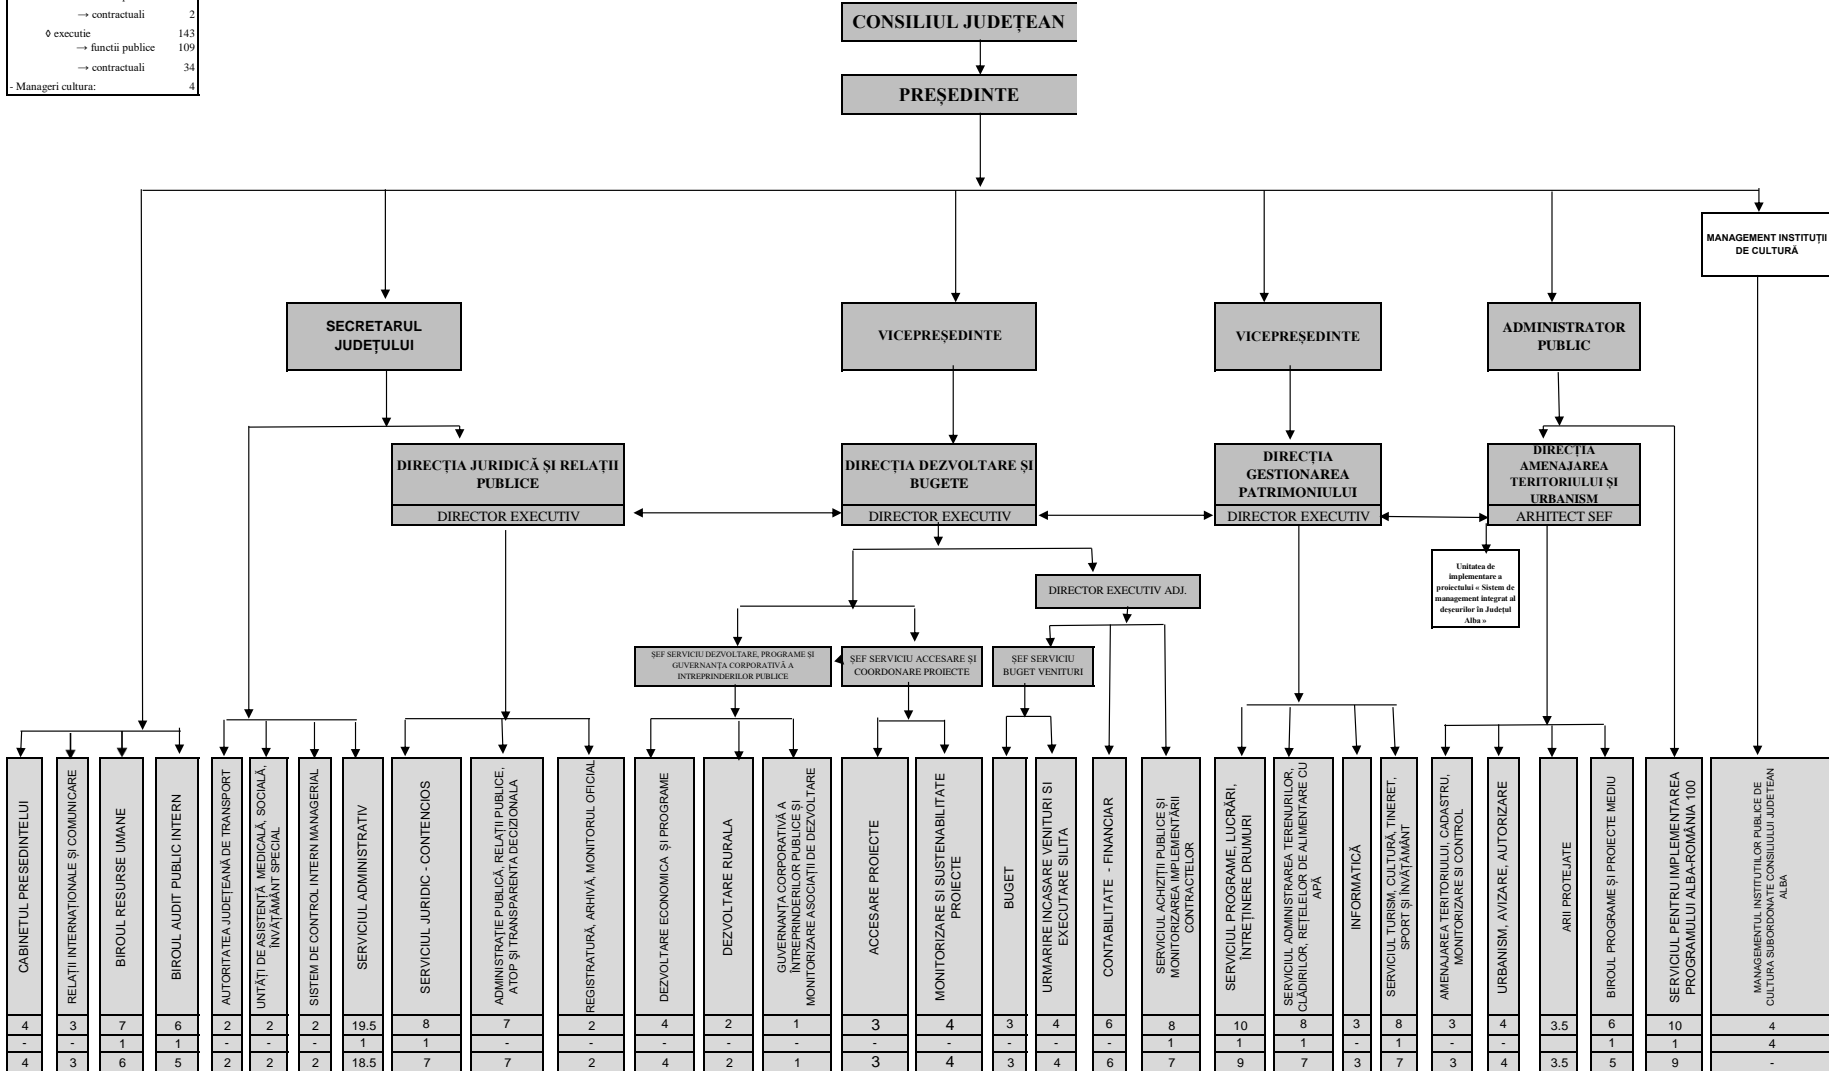 → contractuali 2
◊ executie 143
→ functii publice 109
→ contractuali 34
- Manageri cultura: 4
CONSILIUL JUDEȚEAN
PREȘEDINTE
MANAGEMENT INSTITUȚII
DE CULTURĂ
SECRETARUL
JUDEȚULUI
VICEPREȘEDINTE
VICEPREȘEDINTE
ADMINISTRATOR
PUBLIC
DIRECȚIA JURIDICĂ ȘI RELAȚII
PUBLICE
DIRECTOR EXECUTIV
DIRECȚIA DEZVOLTARE ȘI
BUGETE
DIRECTOR EXECUTIV
DIRECȚIA
GESTIONAREA
PATRIMONIULUI
DIRECTOR EXECUTIV
DIRECȚIA
AMENAJAREA
TERITORIULUI ȘI
URBANISM
ARHITECT SEF
Unitatea de
implementare a
proiectului « Sistem de
management integrat al
deșeurilor în Județul
Alba »
DIRECTOR EXECUTIV ADJ.
ȘEF SERVICIU DEZVOLTARE, PROGRAME ȘI
GUVERNANȚA CORPORATIVĂ A
INTREPRINDERILOR PUBLICE
ȘEF SERVICIU ACCESARE ȘI
COORDONARE PROIECTE
ȘEF SERVICIU
BUGET VENITURI
CABINETUL PRESEDINTELUI
RELAȚII INTERNAȚIONALE ȘI COMUNICARE
BIROUL RESURSE UMANE
BIROUL AUDIT PUBLIC INTERN
AUTORITATEA JUDEȚEANĂ DE TRANSPORT
UNTĂȚI DE ASISTENȚĂ MEDICALĂ, SOCIALĂ,
ÎNVĂȚĂMÂNT SPECIAL
SISTEM DE CONTROL INTERN MANAGERIAL
SERVICIUL ADMINISTRATIV
SERVICIUL JURIDIC - CONTENCIOS
ADMINISTRAȚIE PUBLICĂ, RELAȚII PUBLICE,
ATOP ȘI TRANSPARENTA DECIZIONALA
REGISTRATURĂ, ARHIVĂ, MONITORUL OFICIAL
DEZVOLTARE ECONOMICA ȘI PROGRAME
DEZVOLTARE RURALA
GUVERNANȚA CORPORATIVĂ A
ÎNTREPRINDERILOR PUBLICE ȘI
MONITORIZARE ASOCIAȚII DE DEZVOLTARE
ACCESARE PROIECTE
MONITORIZARE SI SUSTENABILITATE
PROIECTE
BUGET
URMARIRE INCASARE VENITURI SI
EXECUTARE SILITA
CONTABILITATE - FINANCIAR
SERVICIUL ACHIZIȚII PUBLICE ȘI
MONITORIZAREA IMPLEMENTĂRII
CONTRACTELOR
SERVICIUL PROGRAME, LUCRĂRI,
ÎNTREȚINERE DRUMURI
SERVICIUL ADMINISTRAREA TERENURILOR,
CLĂDIRILOR, REȚELELOR DE ALIMENTARE CU
APĂ
INFORMATICĂ
SERVICIUL TURISM, CULTURĂ, TINERET,
SPORT ȘI ÎNVĂȚĂMÂNT
AMENAJAREA TERITORIULUI, CADASTRU,
MONITORIZARE SI CONTROL
URBANISM, AVIZARE, AUTORIZARE
ARII PROTEJATE
BIROUL PROGRAME ȘI PROIECTE MEDIU
SERVICIUL PENTRU IMPLEMENTAREA
PROGRAMULUI ALBA-ROMÂNIA 100
MANAGEMENTUL INSTITUTIILOR PUBLICE DE
CULTURA SUBORDONATE CONSILIULUI JUDETEAN
ALBA
4 3 7 6 2 2 2 19.5 8 7 2 4 2 1 3 4 3 4 6 8 10 8 3 8 3 4 3.5 6 10 4
- - 1 1 - - - 1 1 - - - - - - - - - - 1 1 1 - 1 - - 1 1 4
4 3 6 5 2 2 2 18.5 7 7 2 4 2 1 3 4 3 4 6 7 9 7 3 7 3 4 3.5 5 9 -